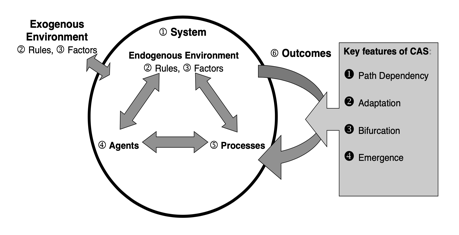 Exogenous
Environment
② Rules, ③ Factors
① System
Endogenous Environment
② Rules, ③ Factors
④ Agents
⑤ Processes
⑥ Outcomes
Key features of CAS:
❶ Path Dependency
❷ Adaptation
❸ Bifurcation
❹ Emergence